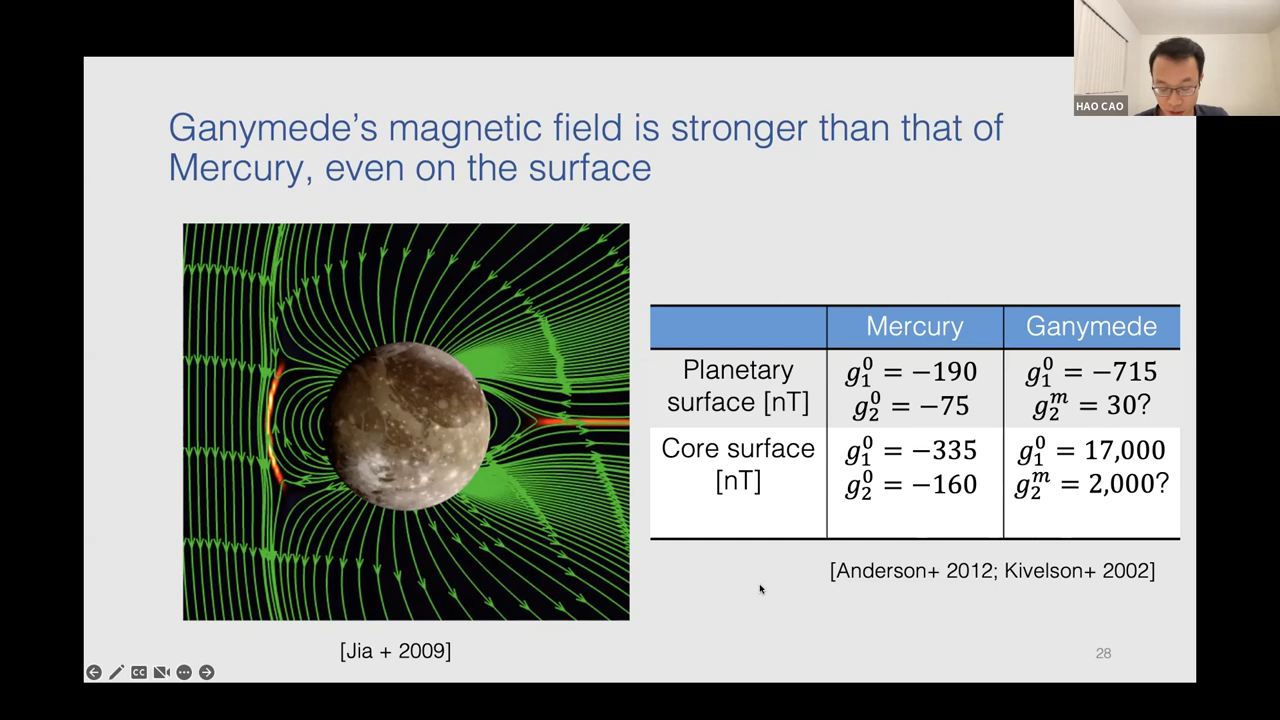 HAO CAO
Ganymede’s magnetic field is stronger than that of
Mercury, even on the surface
Mercury Ganymede
Planetary surface [nT] g₁⁰ = −190 g₁⁰ = −715
g₂⁰ = −75 g₂ᵐ = 30?
Core surface [nT] g₁⁰ = −335 g₁⁰ = 17,000
g₂⁰ = −160 g₂ᵐ = 2,000?
[Anderson+ 2012; Kivelson+ 2002]
[Jia + 2009]
28
CC